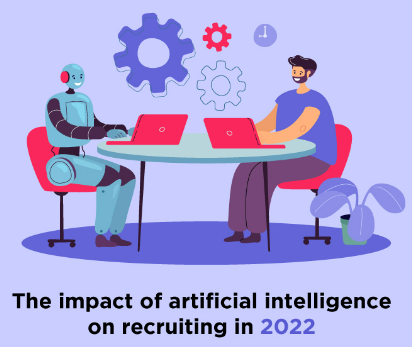 The impact of artificial intelligence
on recruiting in 2022